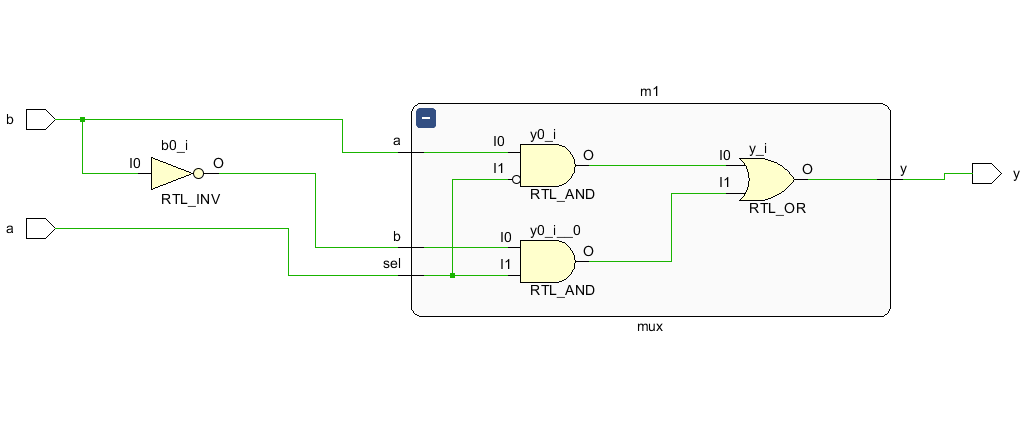 m1
b
b0_i
I0
O
RTL_INV
a
a
b
sel
I0
y0_i
I1
O
RTL_AND
I0
y0_i__0
I1
O
RTL_AND
I0
y_i
I1
O
RTL_OR
y
y
mux